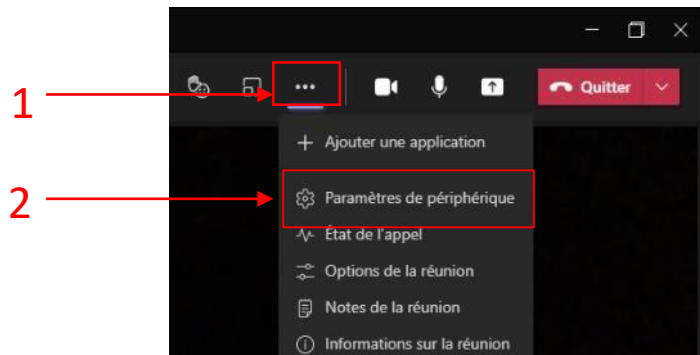 1
Quitter
Ajouter une application
2
Paramètres de périphérique
État de l'appel
Options de la réunion
Notes de la réunion
Informations sur la réunion